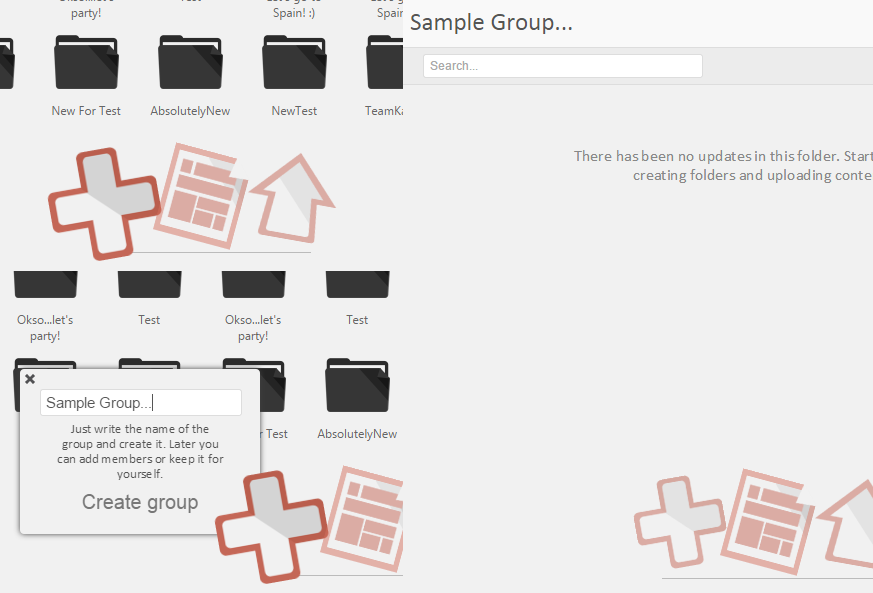 party!
Spain! :)
New For Test
AbsolutelyNew
NewTest
Okso...let's
party!
Test
Okso...let's
party!
Test
Sample Group...
Just write the name of the
group and create it. Later you
can add members or keep it for
yourself.
Create group
Test
AbsolutelyNew
Sample Group...
Search...
There has been no updates in this folder. Start
creating folders and uploading conte